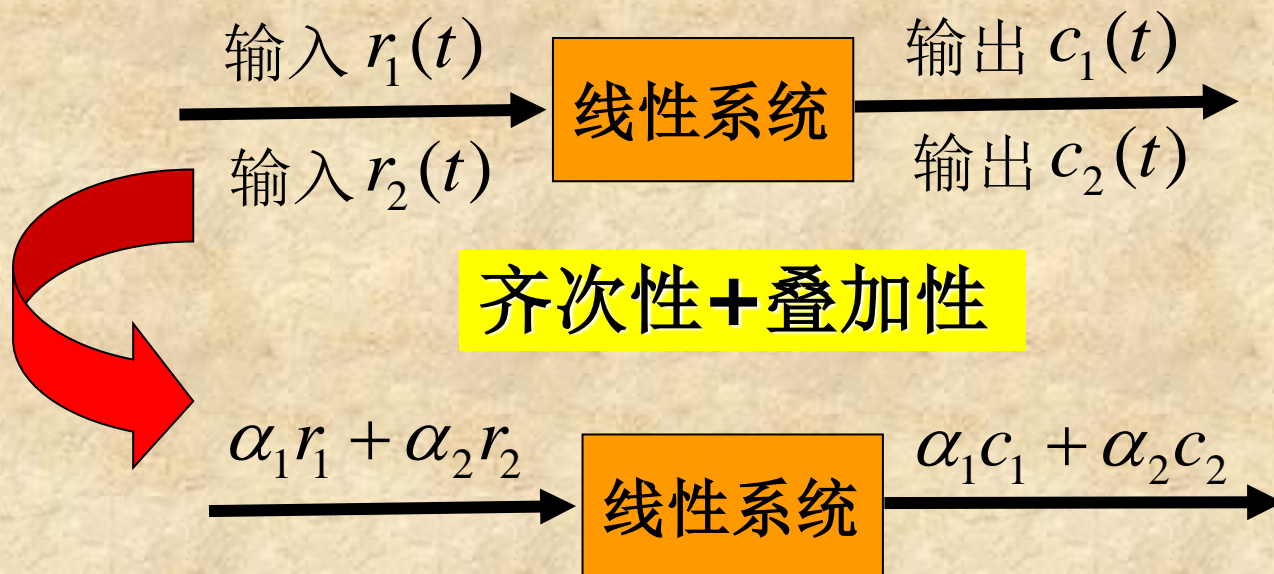 输入 r₁(t) 线性系统 输出 c₁(t)
输入 r₂(t) 输出 c₂(t)
齐次性+叠加性
α₁r₁ + α₂r₂ 线性系统 α₁c₁ + α₂c₂